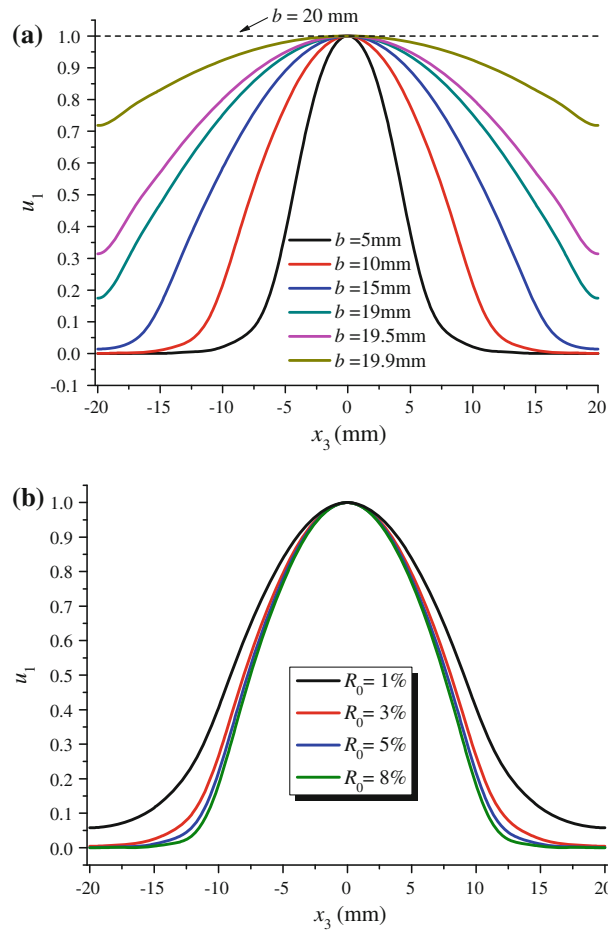 b = 20 mm
(a)
1.0
0.9
0.8
0.7
0.6
0.5
0.4
0.3
0.2
0.1
0.0
-0.1
u1
b =5mm
b =10mm
b =15mm
b =19mm
b =19.5mm
b =19.9mm
-20 -15 -10 -5 0 5 10 15 20
x3 (mm)
(b)
1.0
0.9
0.8
0.7
0.6
0.5
0.4
0.3
0.2
0.1
0.0
u1
R0= 1%
R0= 3%
R0= 5%
R0= 8%
-20 -15 -10 -5 0 5 10 15 20
x3 (mm)